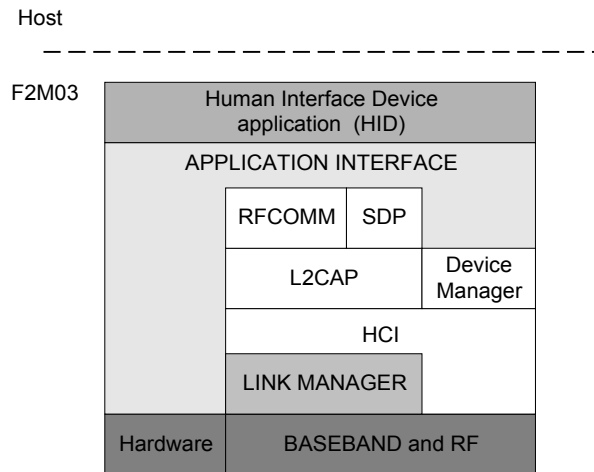 Host
F2M03
Human Interface Device
application (HID)
APPLICATION INTERFACE
RFCOMM
SDP
L2CAP
Device
Manager
HCI
LINK MANAGER
Hardware
BASEBAND and RF